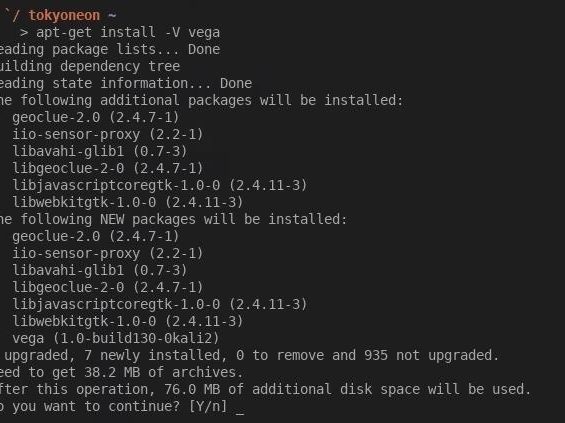 `/ tokyoneon ~
> apt-get install -V vega
eading package lists... Done
uilding dependency tree
eading state information... Done
he following additional packages will be installed:
geoclue-2.0 (2.4.7-1)
iio-sensor-proxy (2.2-1)
libavahi-glib1 (0.7-3)
libgeoclue-2-0 (2.4.7-1)
libjavascriptcoregtk-1.0-0 (2.4.11-3)
libwebkitgtk-1.0-0 (2.4.11-3)
he following NEW packages will be installed:
geoclue-2.0 (2.4.7-1)
iio-sensor-proxy (2.2-1)
libavahi-glib1 (0.7-3)
libgeoclue-2-0 (2.4.7-1)
libjavascriptcoregtk-1.0-0 (2.4.11-3)
libwebkitgtk-1.0-0 (2.4.11-3)
vega (1.0-build130-0kali2)
upgraded, 7 newly installed, 0 to remove and 935 not upgraded.
eed to get 38.2 MB of archives.
fter this operation, 76.0 MB of additional disk space will be used.
o you want to continue? [Y/n] _